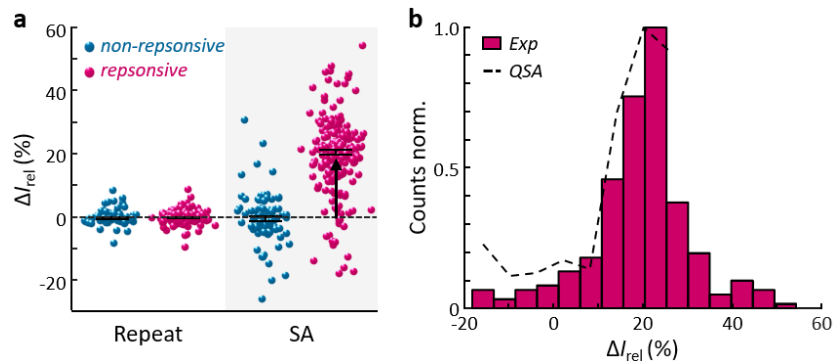 a
b
non-repsonsive
repsonsive
ΔIrel (%)
60
40
20
0
-20
Repeat
SA
Exp
QSA
Counts norm.
1.0
0.5
0
-20
0
20
40
60
ΔIrel (%)